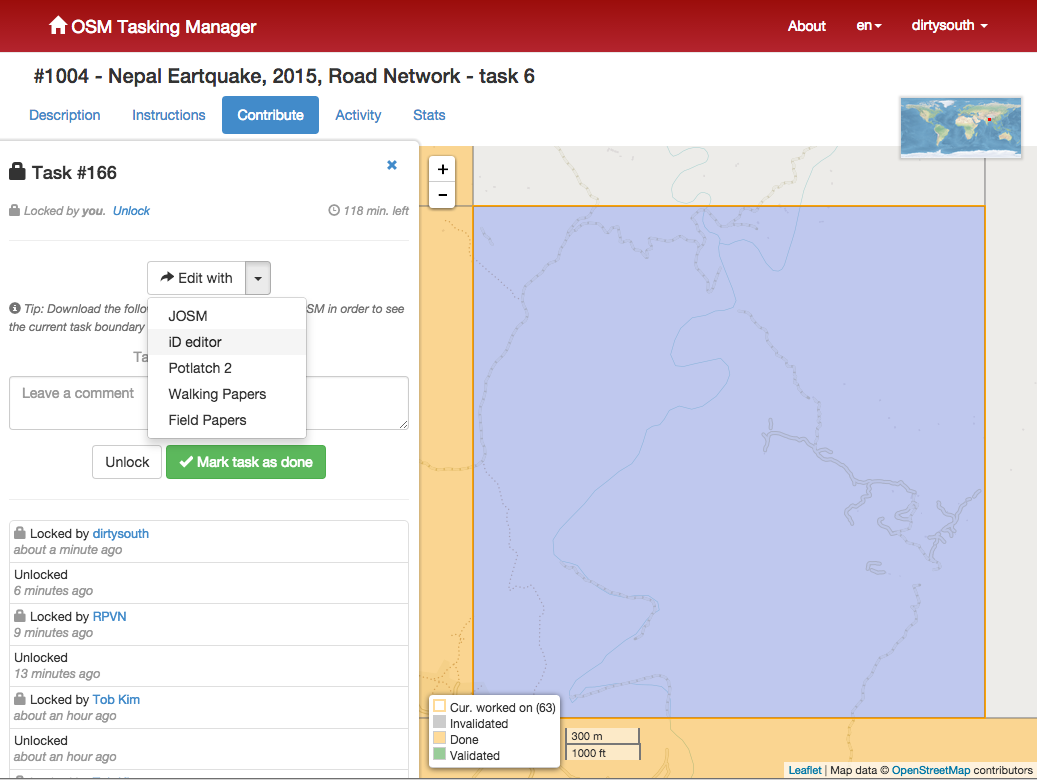 OSM Tasking Manager
About
en
dirtysouth
#1004 - Nepal Eartquake, 2015, Road Network - task 6
Description
Instructions
Contribute
Activity
Stats
Task #166
×
Locked by you. Unlock
118 min. left
Edit with
Tip: Download the follo
SM in order to see
the current task boundary
JOSM
iD editor
Potlatch 2
Walking Papers
Field Papers
Ta
Leave a comment
Unlock
Mark task as done
Locked by dirtysouth
about a minute ago
Unlocked
6 minutes ago
Locked by RPVN
9 minutes ago
Unlocked
13 minutes ago
Locked by Tob Kim
about an hour ago
Unlocked
about an hour ago
+
−
Cur. worked on (63)
Invalidated
Done
Validated
300 m
1000 ft
Leaflet | Map data © OpenStreetMap contributors